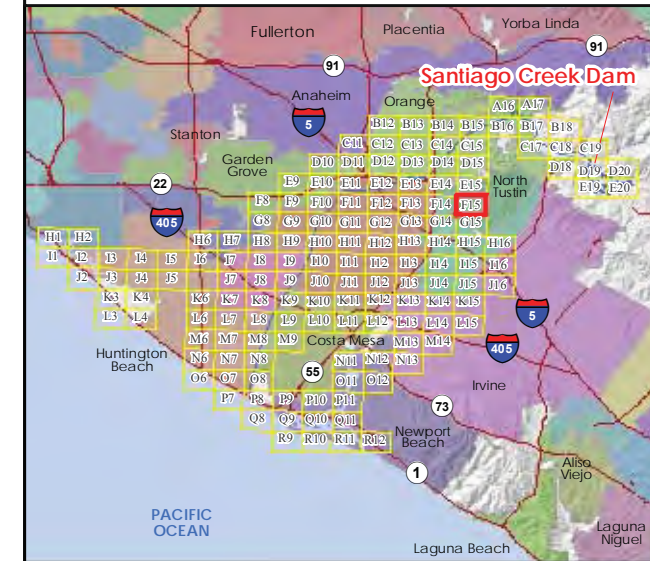 Fullerton
Placentia
Yorba Linda
91
91
Santiago Creek Dam
Anaheim
Orange
A16 A17
5
B12 B13 B14 B15 B16 B17 B18
Stanton
C11 C12 C13 C14 C15 C17 C18 C19
Garden
Grove
D10 D11 D12 D13 D14 D15 D18 D19 D20
22
E9 E10 E11 E12 E13 E14 E15 E19 E20
North
Tustin
F8 F9 F10 F11 F12 F13 F14 F15
405
G8 G9 G10 G11 G12 G13 G14 G15
H1 H2 H6 H7 H8 H9 H10 H11 H12 H13 H14 H15 H16
I1 I2 I3 I4 I5 I6 I7 I8 I9 I10 I11 I12 I13 I14 I15 I16
J2 J3 J4 J5 J7 J8 J9 J10 J11 J12 J13 J14 J15 J16
K3 K4 K6 K7 K8 K9 K10 K11 K12 K13 K14 K15
5
L3 L4 L6 L7 L8 L9 L10 L11 L12 L13 L14 L15
M6 M7 M8 M9 Costa Mesa M13 M14
405
Huntington
Beach
N6 N7 N8 N11 N12 N13
55
O6 O7 O8 O11 O12
Irvine
P7 P8 P9 P10 P11
73
Q8 Q9 Q10 Q11
Newport
Beach
R9 R10 R11 R12
1
Aliso
Viejo
PACIFIC
OCEAN
Laguna
Niguel
Laguna Beach